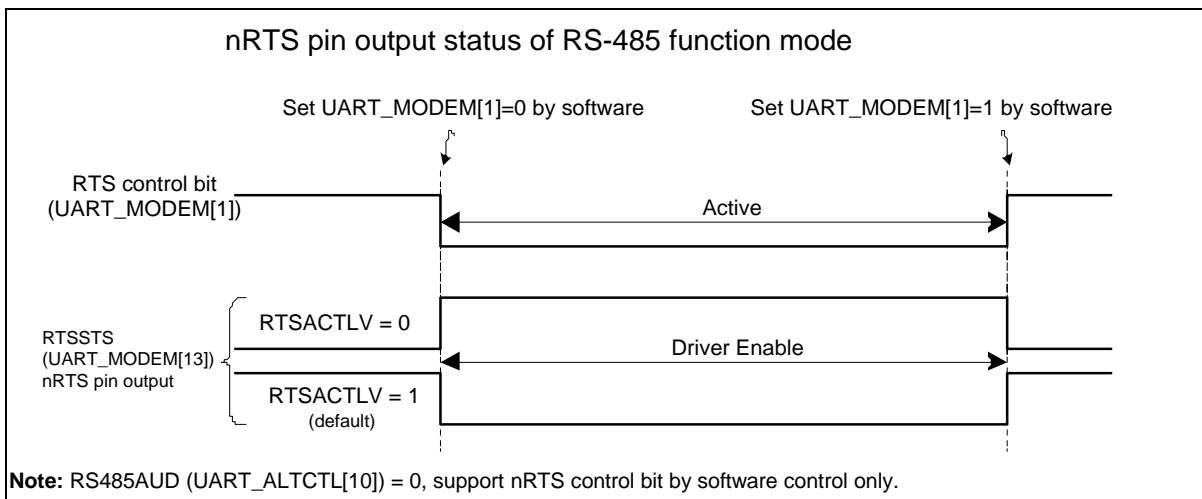 nRTS pin output status of RS-485 function mode
Set UART_MODEM[1]=0 by software
Set UART_MODEM[1]=1 by software
RTS control bit
(UART_MODEM[1])
Active
RTSACTLV = 0
RTSSTS
(UART_MODEM[13])
nRTS pin output
Driver Enable
RTSACTLV = 1
(default)
Note: RS485AUD (UART_ALTCTL[10]) = 0, support nRTS control bit by software control only.